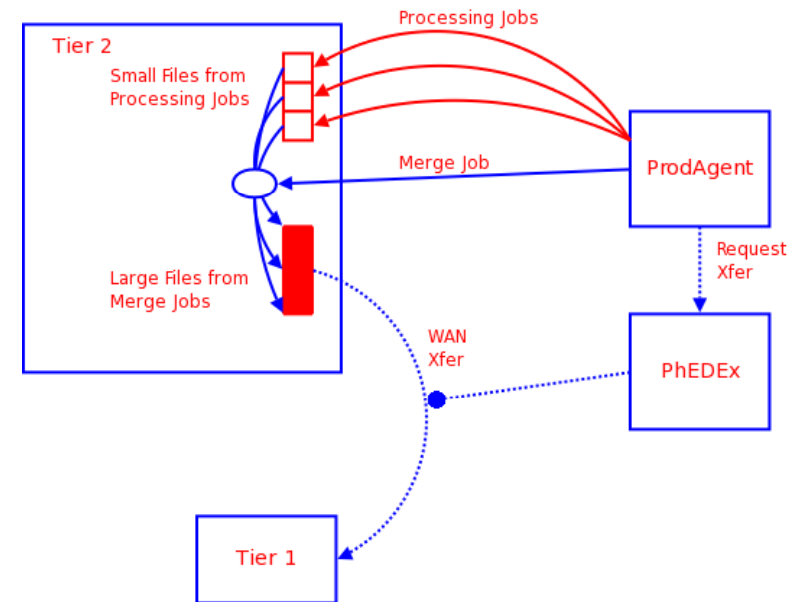 Processing Jobs
Tier 2
Small Files from
Processing Jobs
Merge Job
ProdAgent
Request
Xfer
Large Files from
Merge Jobs
WAN
Xfer
PhEDEx
Tier 1